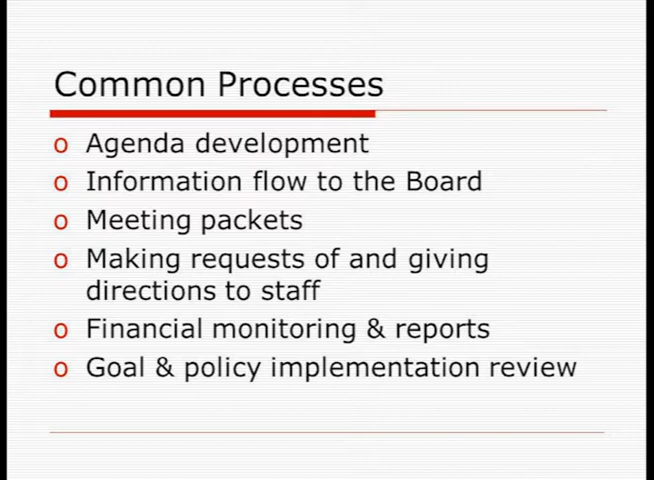 Common Processes
o Agenda development
o Information flow to the Board
o Meeting packets
o Making requests of and giving
directions to staff
o Financial monitoring & reports
o Goal & policy implementation review